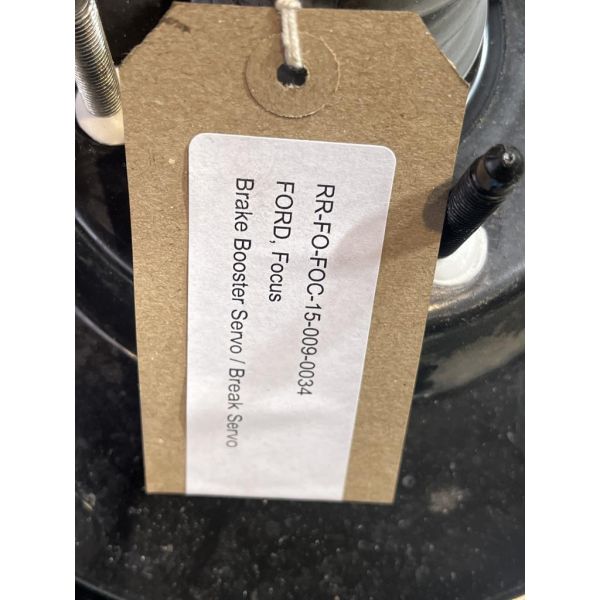 RR-FO-FOC-15-009-0034
FORD, Focus
Brake Booster Servo / Break Servo